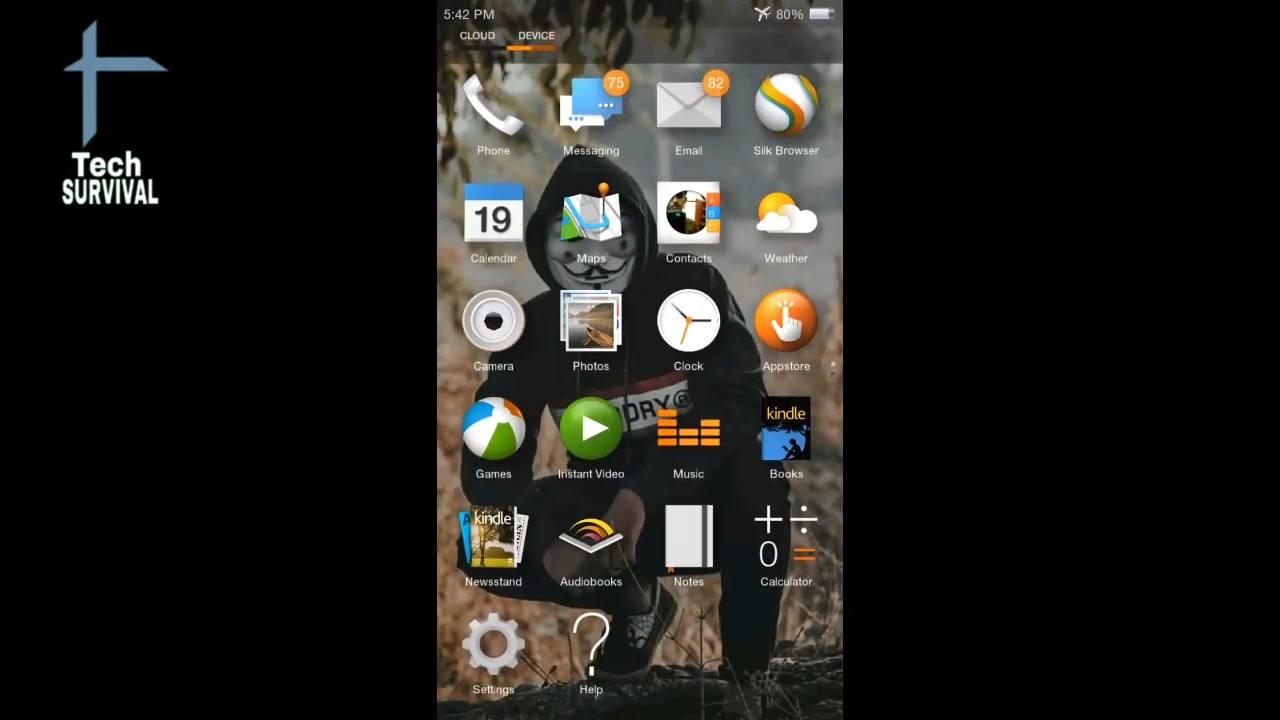 Tech
SURVIVAL
5:42 PM
80%
CLOUD DEVICE
75
82
Phone Messaging Email Silk Browser
19
A
B
C
Calendar Maps Contacts Weather
Camera Photos Clock Appstore
DRY®
kindle
Games Instant Video Music Books
A
kindle
Newsstand Audiobooks Notes Calculator
+ ÷
0 =
Settings Help